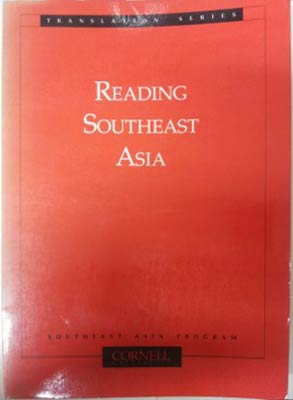 TRANSLATION SERIES
READING
SOUTHEAST
ASIA
SOUTHEAST ASIA PROGRAM
CORNELL